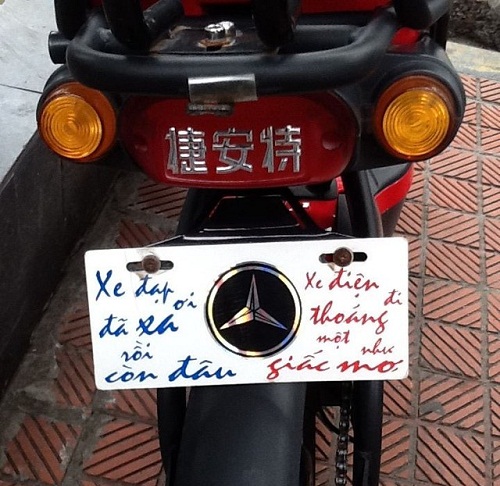 捷安特
Xe đạp ơi
đã xa
rồi
còn đâu
Xe điện đi
thoáng
một như
giấc mơ